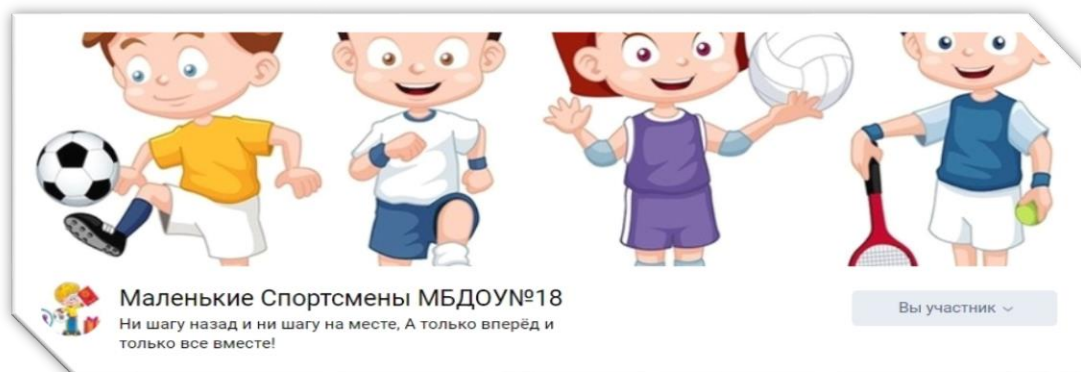 Маленькие Спортсмены МБДОУ№18
Ни шагу назад и ни шагу на месте, А только вперёд и
только все вместе!
Вы участник